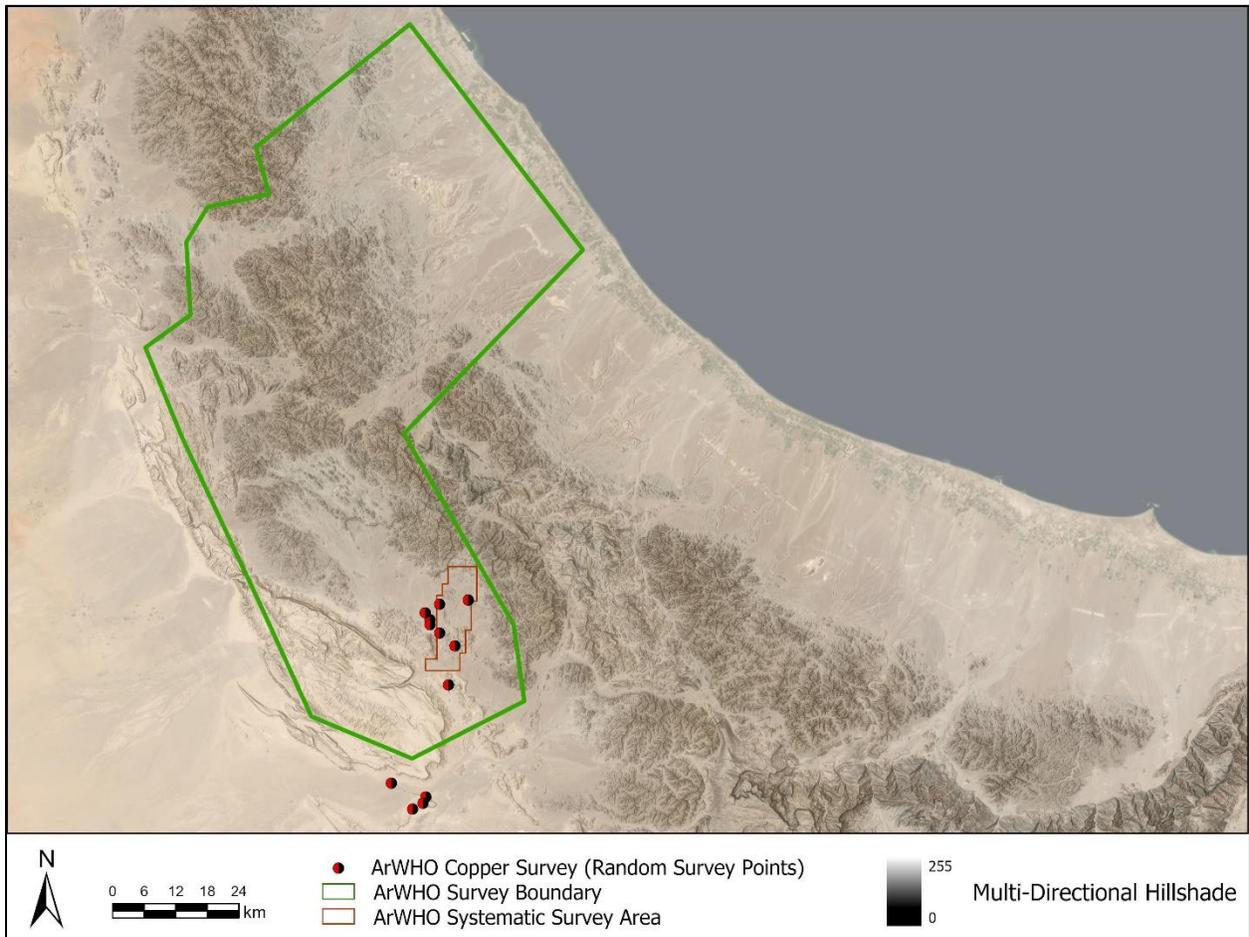 N
0 6 12 18 24
km
ArWHO Copper Survey (Random Survey Points)
ArWHO Survey Boundary
ArWHO Systematic Survey Area
255
0
Multi-Directional Hillshade